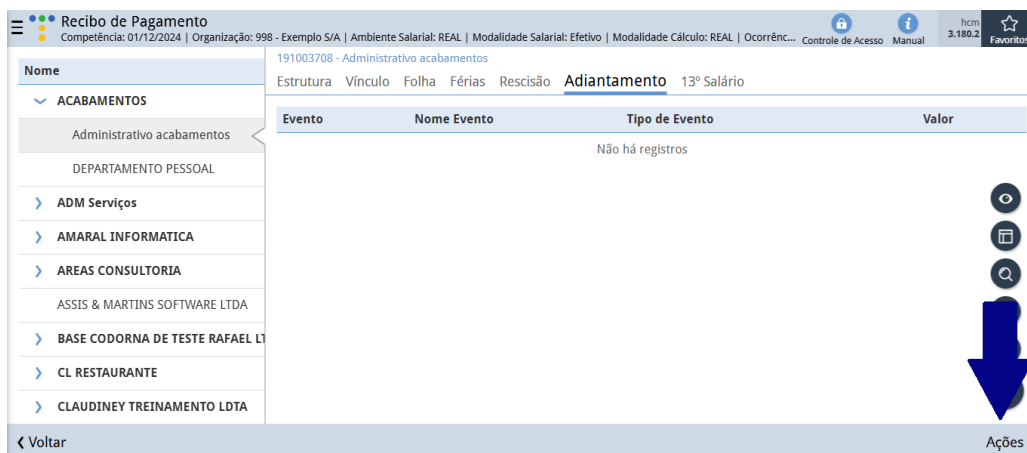 Recibo de Pagamento
Competência: 01/12/2024 | Organização: 998 - Exemplo S/A | Ambiente Salarial: REAL | Modalidade Salarial: Efetivo | Modalidade Cálculo: REAL | Ocorrênc...
Controle de Acesso
Manual
hcm
3.180.2
Favoritos
Nome
ACABAMENTOS
Administrativo acabamentos
DEPARTAMENTO PESSOAL
ADM Serviços
AMARAL INFORMATICA
AREAS CONSULTORIA
ASSIS & MARTINS SOFTWARE LTDA
BASE CODORNA DE TESTE RAFAEL LT
CL RESTAURANTE
CLAUDINEY TREINAMENTO LDTA
191003708 - Administrativo acabamentos
Estrutura Vínculo Folha Férias Rescisão Adiantamento 13º Salário
Evento Nome Evento Tipo de Evento Valor
Não há registros
Voltar
Ações